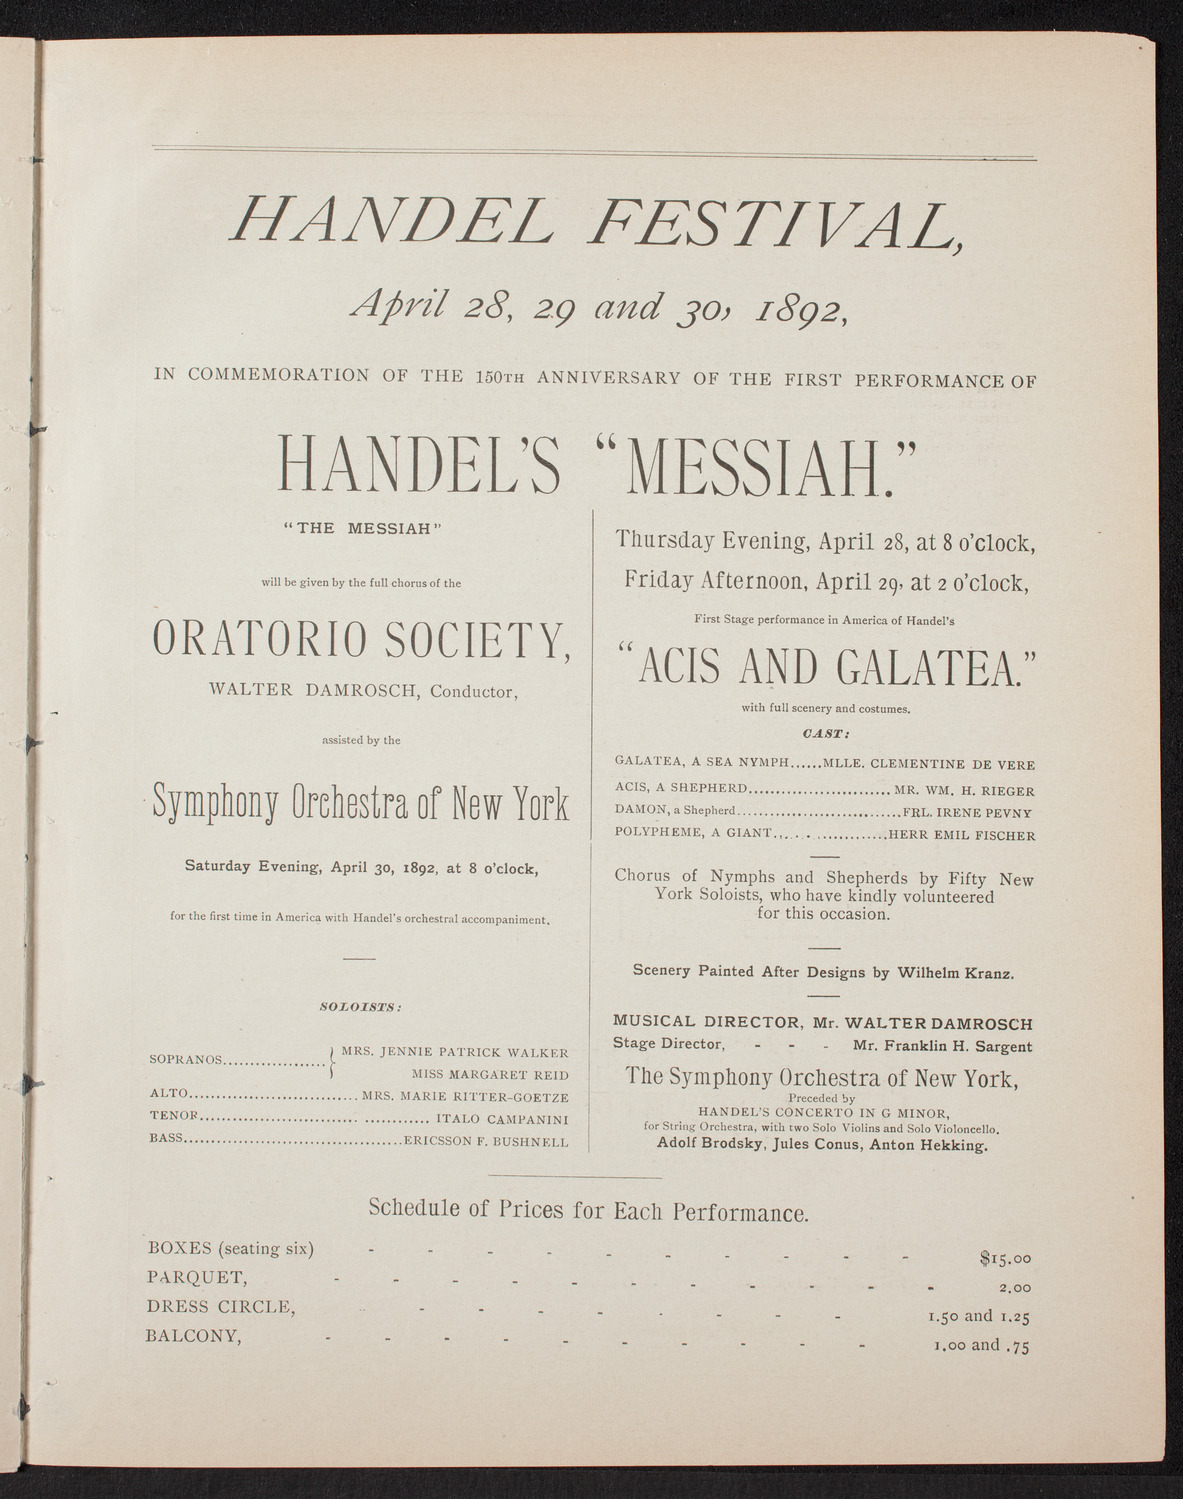 HANDEL FESTIVAL,
April 28, 29 and 30, 1892,
IN COMMEMORATION OF THE 150TH ANNIVERSARY OF THE FIRST PERFORMANCE OF
HANDEL'S "MESSIAH."
"THE MESSIAH"
will be given by the full chorus of the
ORATORIO SOCIETY,
WALTER DAMROSCH, Conductor,
assisted by the
Symphony Orchestra of New York
Saturday Evening, April 30, 1892, at 8 o'clock,
for the first time in America with Handel's orchestral accompaniment.
SOLOISTS:
SOPRANOS................... { MRS. JENNIE PATRICK WALKER
MISS MARGARET REID
ALTO............................... MRS. MARIE RITTER-GOETZE
TENOR............................. ............ ITALO CAMPANINI
BASS........................................ERICSSON F. BUSHNELL
Thursday Evening, April 28, at 8 o'clock,
Friday Afternoon, April 29, at 2 o'clock,
First Stage performance in America of Handel's
"ACIS AND GALATEA."
with full scenery and costumes.
CAST:
GALATEA, A SEA NYMPH......MLLE. CLEMENTINE DE VERE
ACIS, A SHEPHERD.......................... MR. WM. H. RIEGER
DAMON, a Shepherd..............................FRL. IRENE PEVNY
POLYPHEME, A GIANT.....................HERR EMIL FISCHER
Chorus of Nymphs and Shepherds by Fifty New
York Soloists, who have kindly volunteered
for this occasion.
Scenery Painted After Designs by Wilhelm Kranz.
MUSICAL DIRECTOR, Mr. WALTER DAMROSCH
Stage Director, - - - Mr. Franklin H. Sargent
The Symphony Orchestra of New York,
Preceded by
HANDEL'S CONCERTO IN G MINOR,
for String Orchestra, with two Solo Violins and Solo Violoncello.
Adolf Brodsky, Jules Conus, Anton Hekking.
Schedule of Prices for Each Performance.
BOXES (seating six) - - - - - - - - - - $15.00
PARQUET, - - - - - - - - - - - 2.00
DRESS CIRCLE, - - - - - - - - - 1.50 and 1.25
BALCONY, - - - - - - - - - - 1.00 and .75